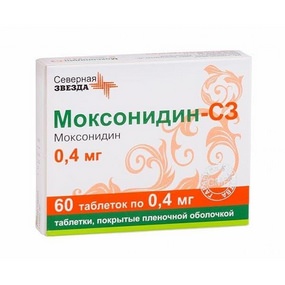 Северная
ЗВЕЗДА
Моксонидин-СЗ
Моксонидин
0,4 мг
60 таблеток по 0,4 мг
таблетки, покрытые пленочной оболочкой